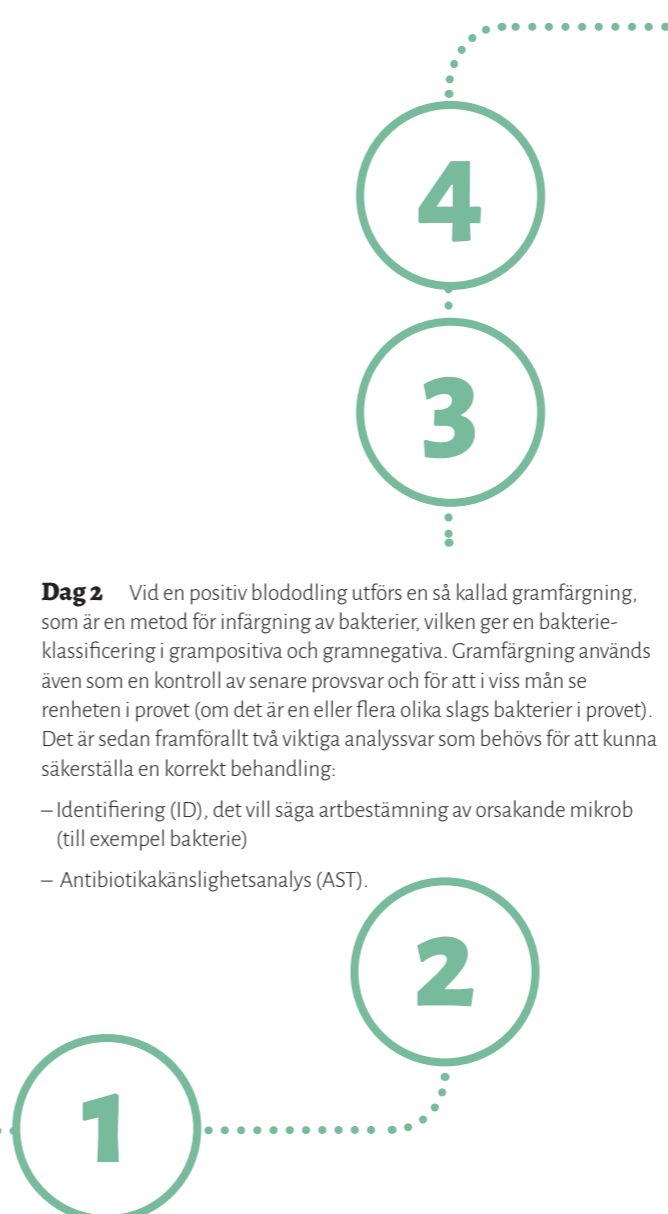 4
3
Dag 2 Vid en positiv blododling utförs en så kallad gramfärgning,
som är en metod för infärgning av bakterier, vilken ger en bakterie-
klassificering i grampositiva och gramnegativa. Gramfärgning används
även som en kontroll av senare provsvar och för att i viss mån se
renheten i provet (om det är en eller flera olika slags bakterier i provet).
Det är sedan framförallt två viktiga analyssvar som behövs för att kunna
säkerställa en korrekt behandling:
– Identifiering (ID), det vill säga artbestämning av orsakande mikrob
(till exempel bakterie)
– Antibiotikakänslighetsanalys (AST).
2
1